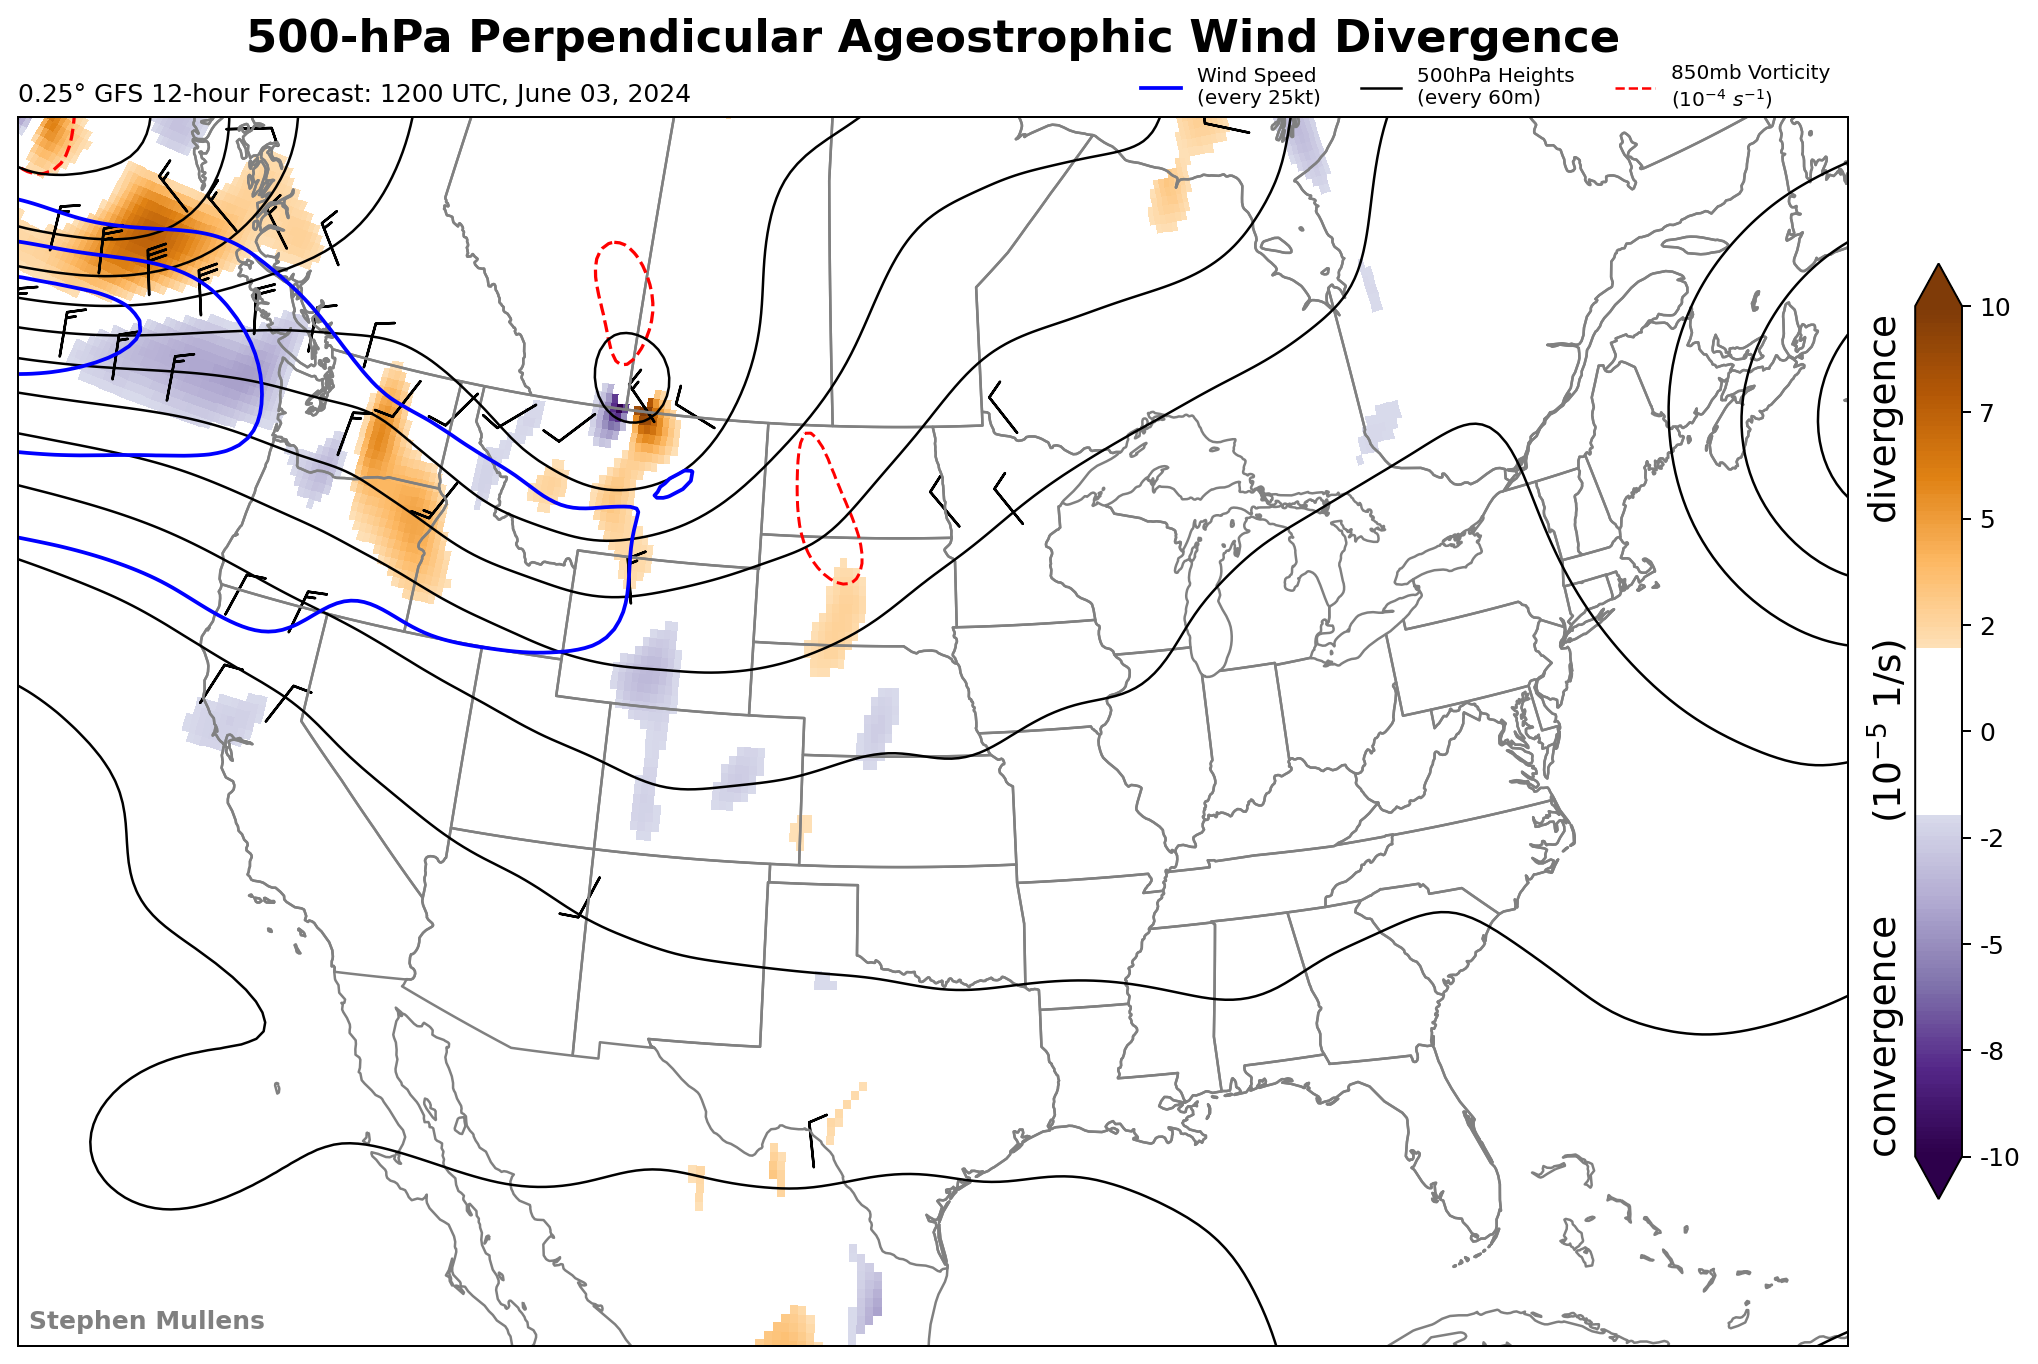 500-hPa Perpendicular Ageostrophic Wind Divergence
0.25° GFS 12-hour Forecast: 1200 UTC, June 03, 2024
Wind Speed
(every 25kt)
500hPa Heights
(every 60m)
850mb Vorticity
(10⁻⁴ s⁻¹)
10
7
5
2
0
-2
-5
-8
-10
convergence (10⁻⁵ 1/s) divergence
Stephen Mullens